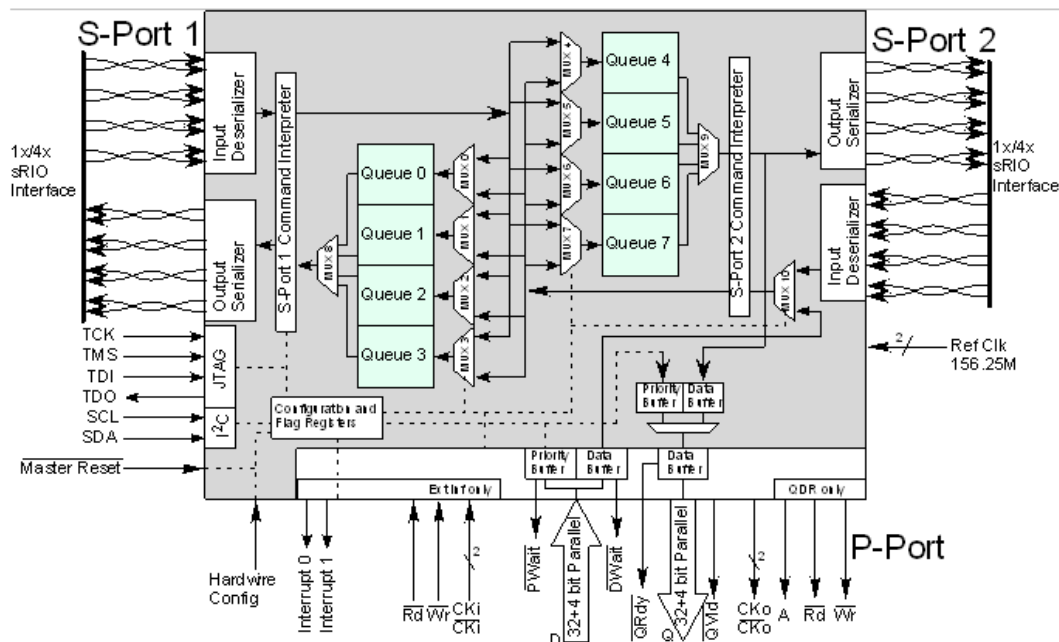 S-Port 1
S-Port 2
1x/4x
sRIO
Interface
Input
Deserializer
Output
Serializer
S-Port 1 Command Interpreter
MUX 8
Queue 0
Queue 1
Queue 2
Queue 3
MUX 0
MUX
MUX 2
MUX 3
MUX 4
MUX 5
MUX 6
MUX 7
Queue 4
Queue 5
Queue 6
Queue 7
MUX 9
S-Port 2 Command Interpreter
MUX 10
Output
Serializer
Input
Deserializer
1x/4x
sRIO
Interface
2
Ref Clk
156.25M
TCK
TMS
TDI
TDO
SCL
SDA
JTAG
I2C
Master Reset
Configuration and
Flag Registers
Priority
Buffer
Data
Buffer
Priority
Buffer
Data
Buffer
Data
Buffer
ExtInf only
QDR only
P-Port
Hardwire
Config
Interrupt 0
Interrupt 1
Rd
Wr
CKi
CKi
2
PWait
D
32+4 bit Parallel
DWait
QRdy
Q
32+4 bit Parallel
QVld
2
CKo
CKo
A
Rd
Wr